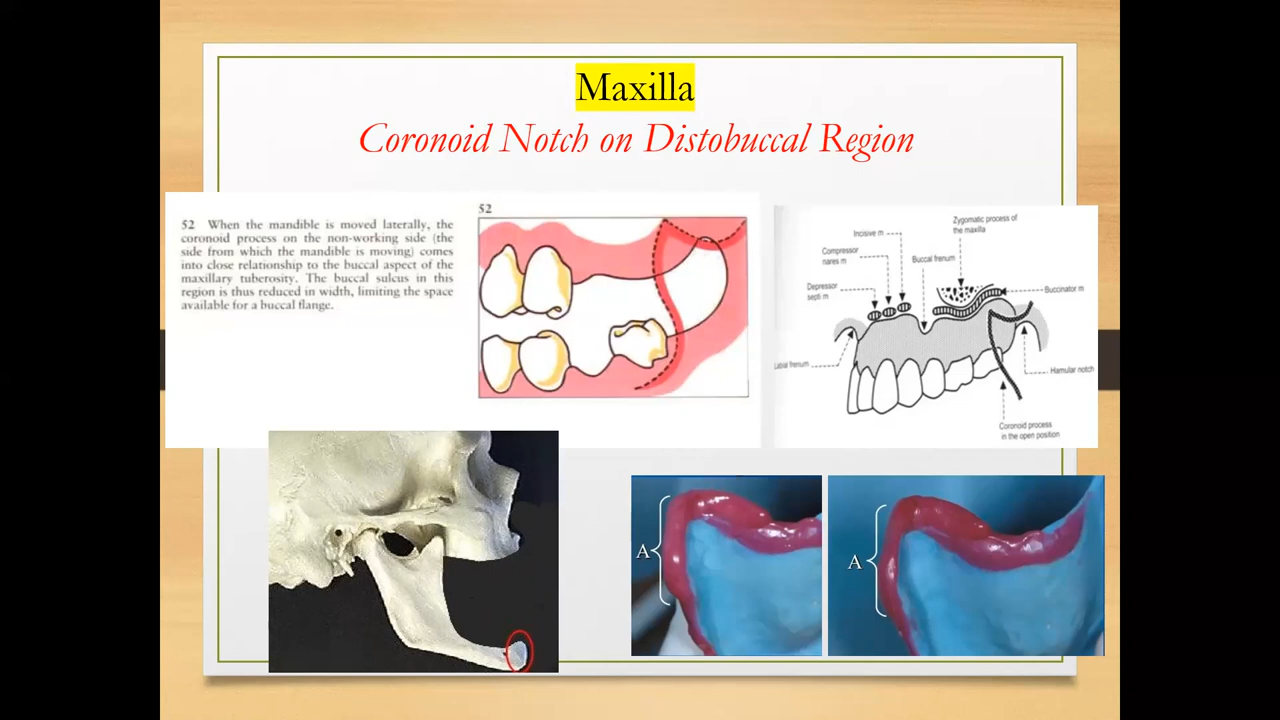 Maxilla
Coronoid Notch on Distobuccal Region
52 When the mandible is moved laterally, the
coronoid process on the non-working side (the
side from which the mandible is moving) comes
into close relationship to the buccal aspect of the
maxillary tuberosity. The buccal sulcus in this
region is thus reduced in width, limiting the space
available for a buccal flange.
52
Zygomatic process of
the maxilla
Incisive m
Compressor
nares m
Buccal frenum
Depressor
septi m
Buccinator m
Labial frenum
Hamular notch
Coronoid process
in the open position
A
A